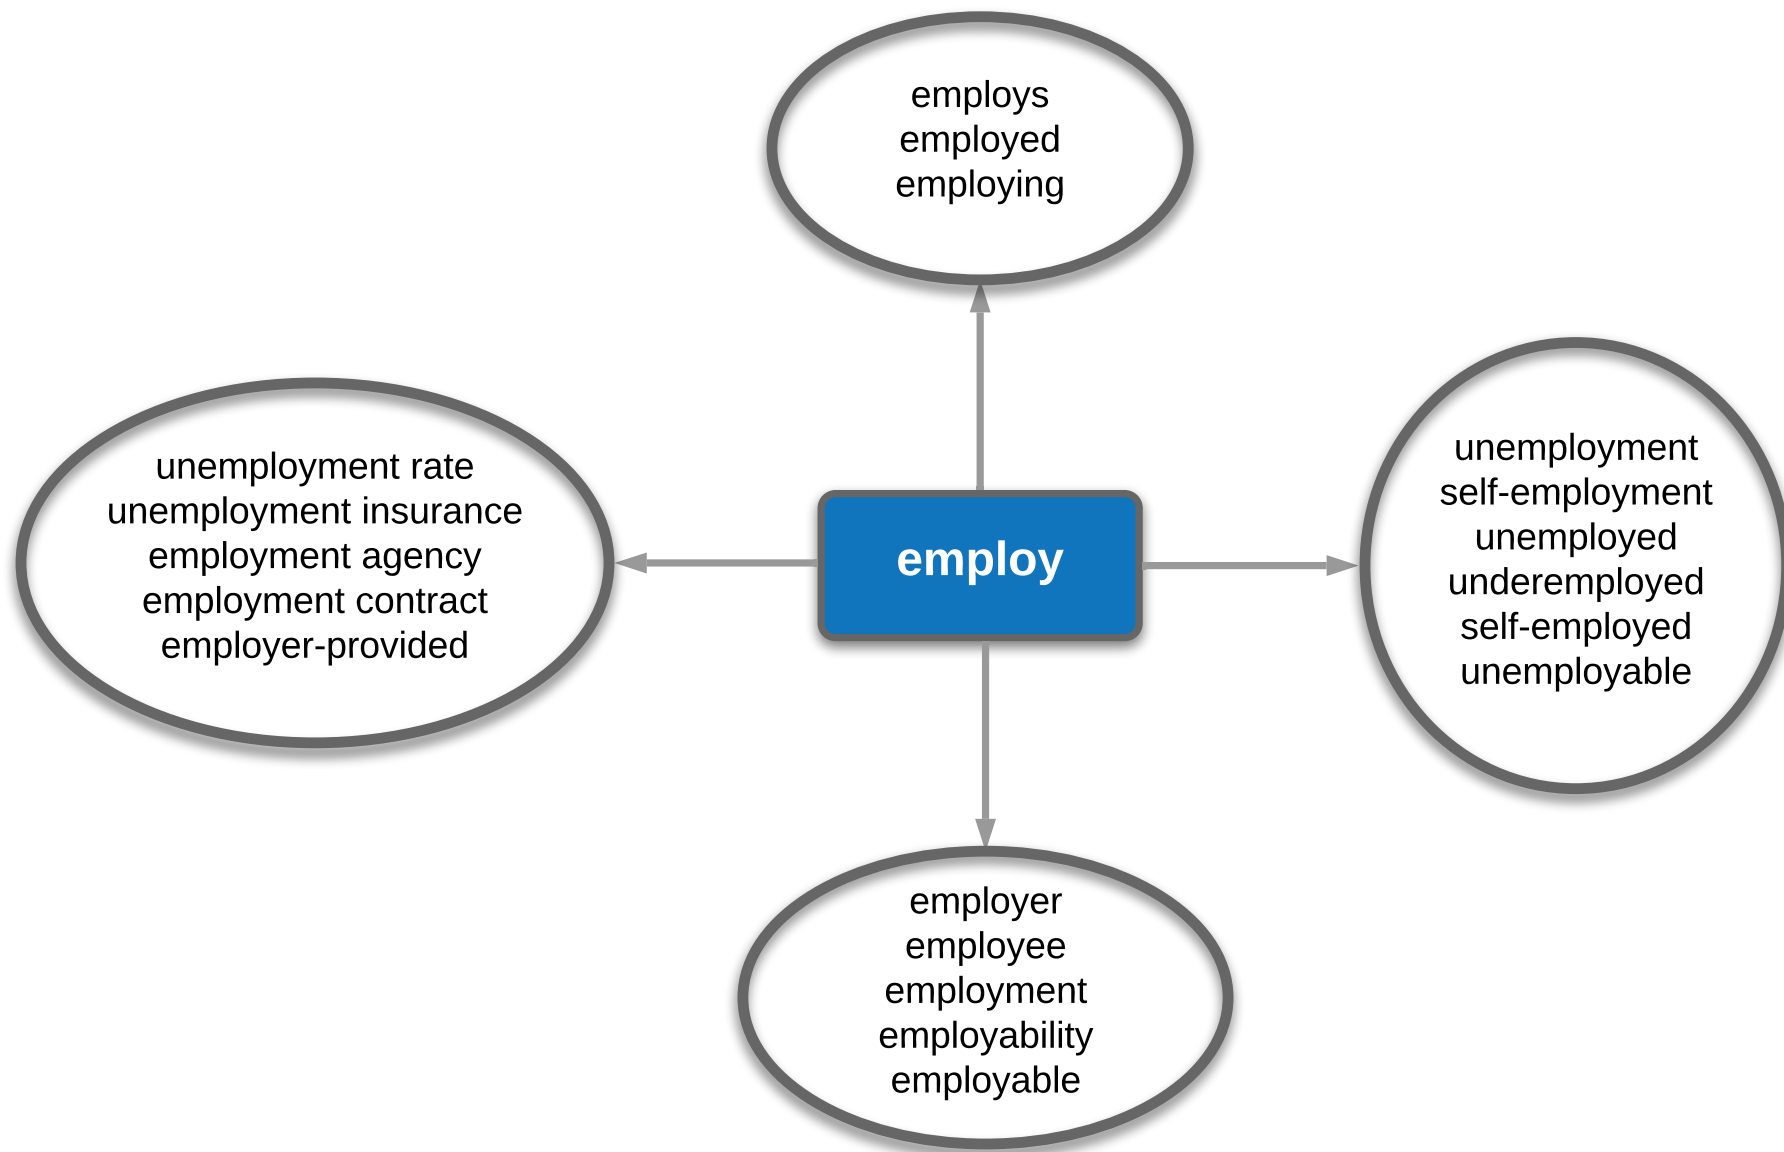 employs
employed
employing
unemployment rate
unemployment insurance
employment agency
employment contract
employer-provided
employ
unemployment
self-employment
unemployed
underemployed
self-employed
unemployable
employer
employee
employment
employability
employable